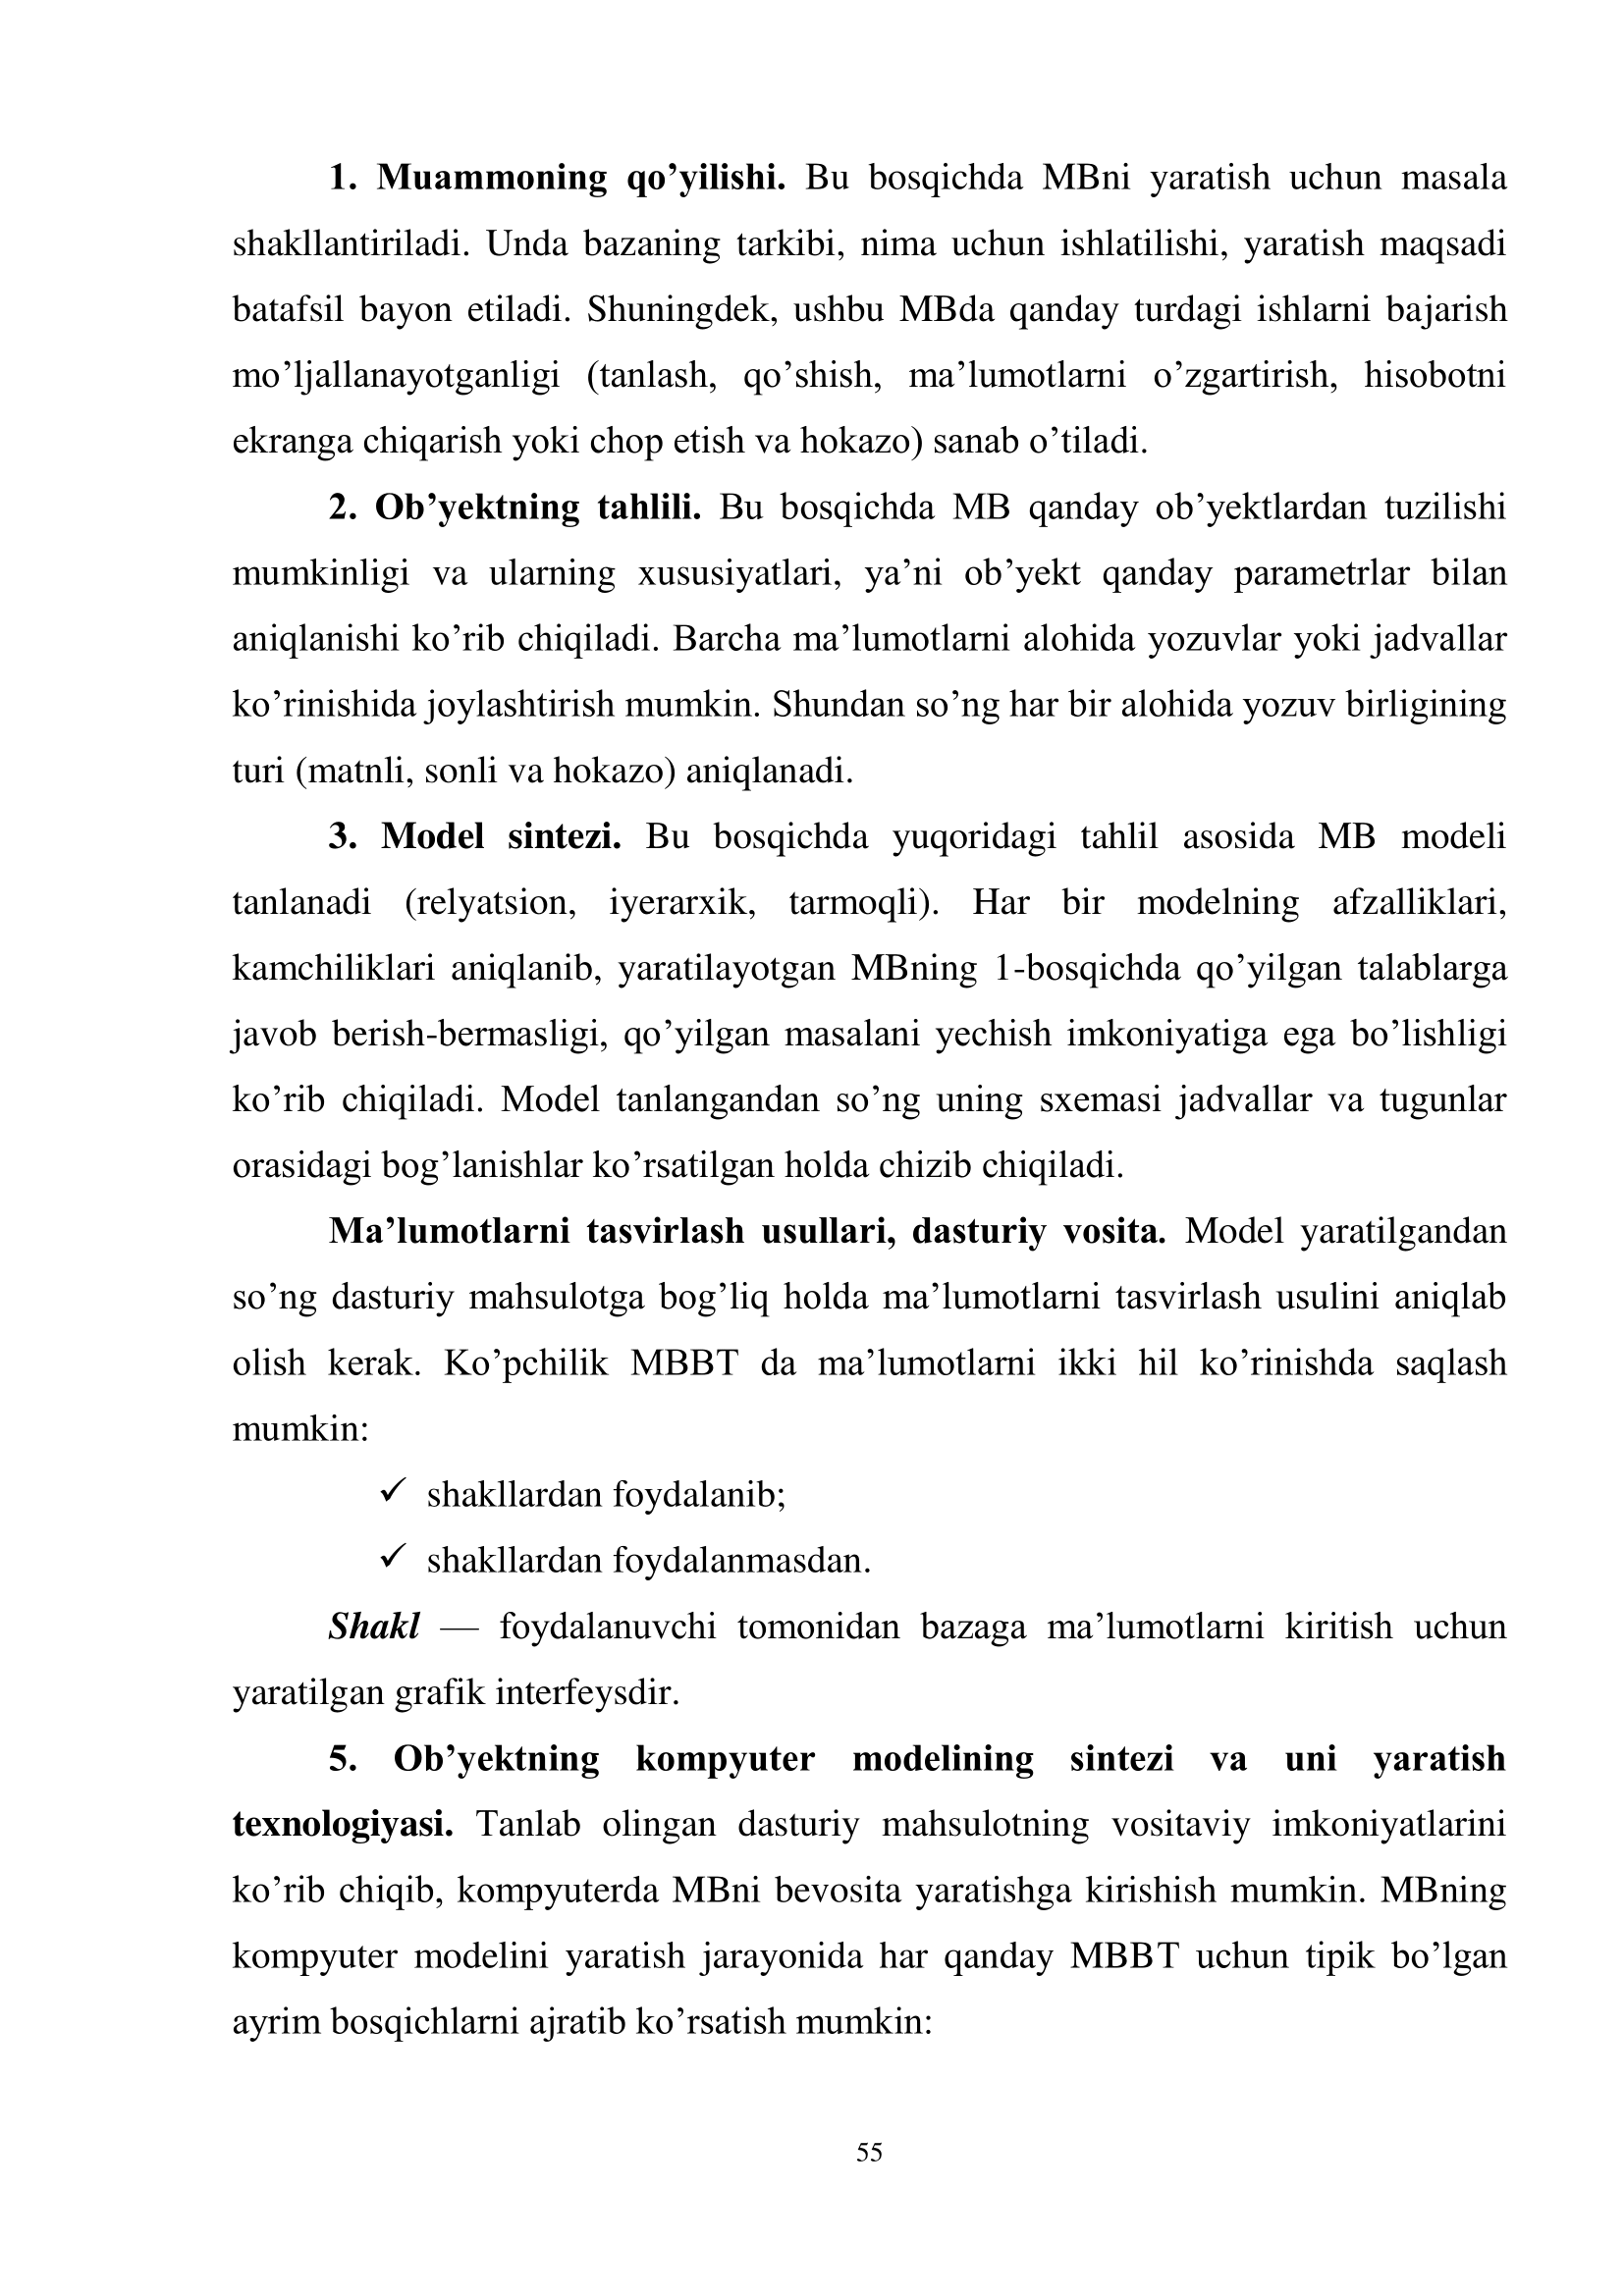 1. Muammoning qo’yilishi. Bu bosqichda MBni yaratish uchun masala
shakllantiriladi. Unda bazaning tarkibi, nima uchun ishlatilishi, yaratish maqsadi
batafsil bayon etiladi. Shuningdek, ushbu MBda qanday turdagi ishlarni bajarish
mo’ljallanayotganligi (tanlash, qo’shish, ma’lumotlarni o’zgartirish, hisobotni
ekranga chiqarish yoki chop etish va hokazo) sanab o’tiladi.
2. Ob’yektning tahlili. Bu bosqichda MB qanday ob’yektlardan tuzilishi
mumkinligi va ularning xususiyatlari, ya’ni ob’yekt qanday parametrlar bilan
aniqlanishi ko’rib chiqiladi. Barcha ma’lumotlarni alohida yozuvlar yoki jadvallar
ko’rinishida joylashtirish mumkin. Shundan so’ng har bir alohida yozuv birligining
turi (matnli, sonli va hokazo) aniqlanadi.
3. Model sintezi. Bu bosqichda yuqoridagi tahlil asosida MB modeli
tanlanadi (relyatsion, iyerarxik, tarmoqli). Har bir modelning afzalliklari,
kamchiliklari aniqlanib, yaratilayotgan MBning 1-bosqichda qo’yilgan talablarga
javob berish-bermasligi, qo’yilgan masalani yechish imkoniyatiga ega bo’lishligi
ko’rib chiqiladi. Model tanlangandan so’ng uning sxemasi jadvallar va tugunlar
orasidagi bog’lanishlar ko’rsatilgan holda chizib chiqiladi.
Ma’lumotlarni tasvirlash usullari, dasturiy vosita. Model yaratilgandan
so’ng dasturiy mahsulotga bog’liq holda ma’lumotlarni tasvirlash usulini aniqlab
olish kerak. Ko’pchilik MBBT da ma’lumotlarni ikki hil ko’rinishda saqlash
mumkin:
✓ shakllardan foydalanib;
✓ shakllardan foydalanmasdan.
Shakl — foydalanuvchi tomonidan bazaga ma’lumotlarni kiritish uchun
yaratilgan grafik interfeysdir.
5. Ob’yektning kompyuter modelining sintezi va uni yaratish
texnologiyasi. Tanlab olingan dasturiy mahsulotning vositaviy imkoniyatlarini
ko’rib chiqib, kompyuterda MBni bevosita yaratishga kirishish mumkin. MBning
kompyuter modelini yaratish jarayonida har qanday MBBT uchun tipik bo’lgan
ayrim bosqichlarni ajratib ko’rsatish mumkin:
55